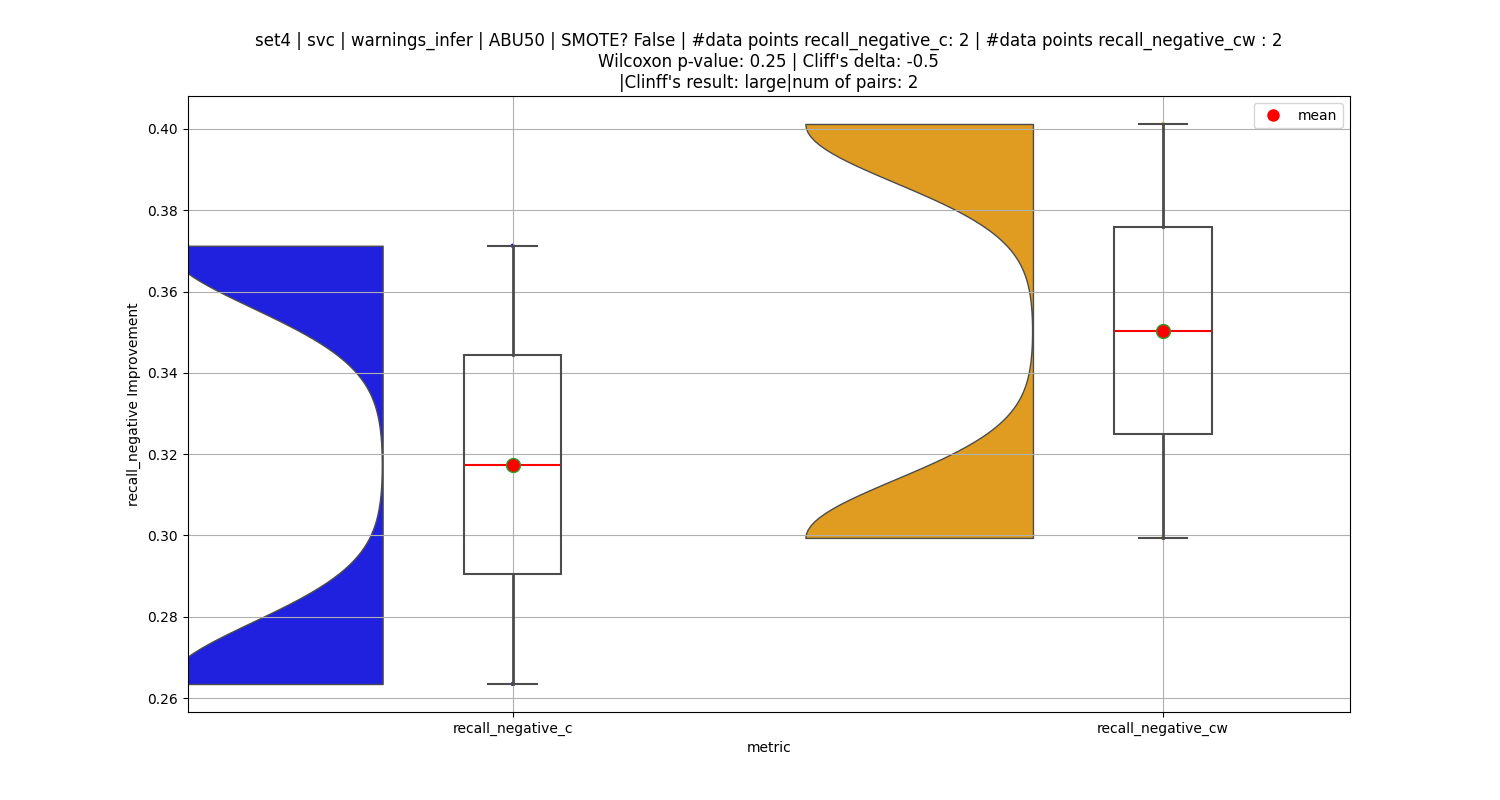 set4 | svc | warnings_infer | ABU50 | SMOTE? False | #data points recall_negative_c: 2 | #data points recall_negative_cw : 2
Wilcoxon p-value: 0.25 | Cliff's delta: -0.5
|Clinff's result: large|num of pairs: 2
mean
0.40
0.38
0.36
0.34
0.32
0.30
0.28
0.26
recall_negative Improvement
recall_negative_c
recall_negative_cw
metric